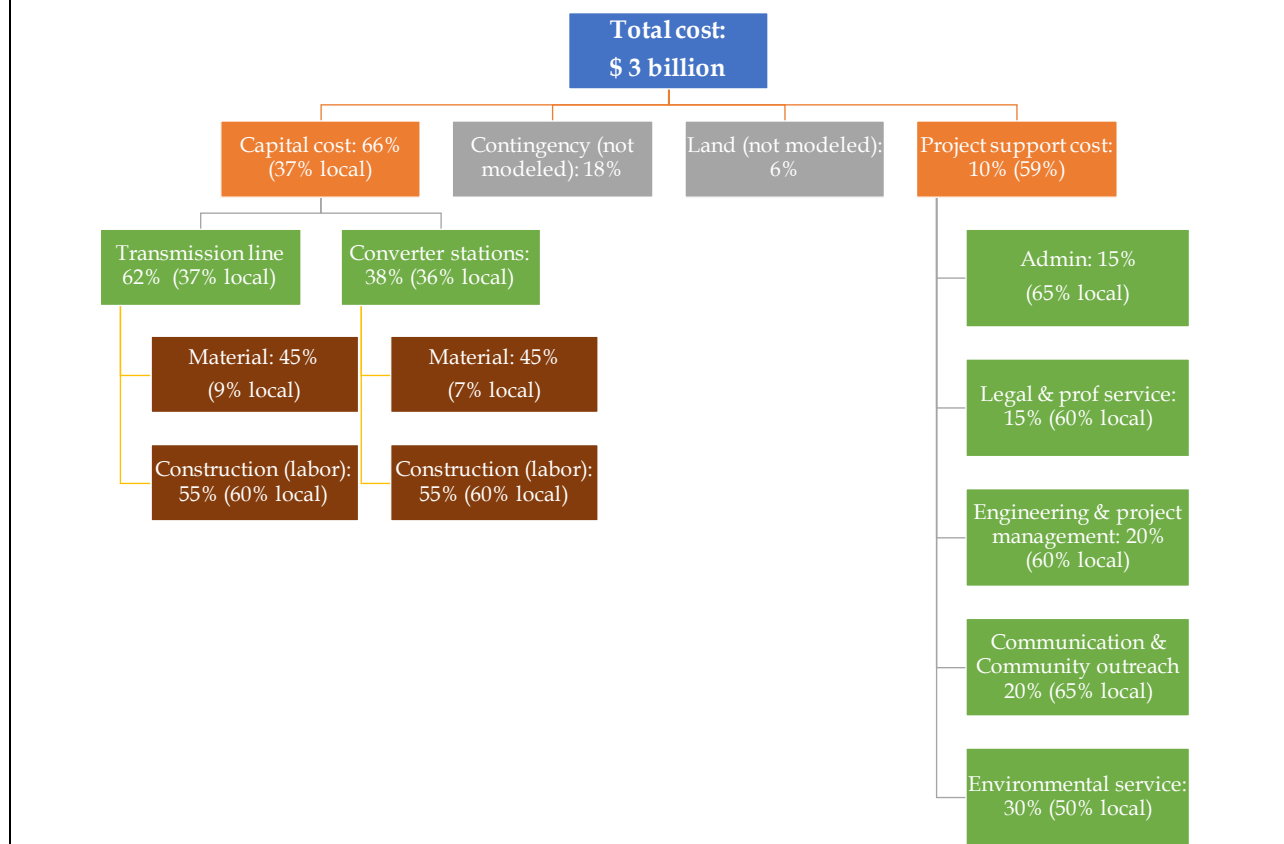 Total cost:
$ 3 billion
Capital cost: 66%
(37% local)
Contingency (not
modeled): 18%
Land (not modeled):
6%
Project support cost:
10% (59%)
Transmission line
62% (37% local)
Converter stations:
38% (36% local)
Material: 45%
(9% local)
Material: 45%
(7% local)
Construction (labor):
55% (60% local)
Construction (labor):
55% (60% local)
Admin: 15%
(65% local)
Legal & prof service:
15% (60% local)
Engineering & project
management: 20%
(60% local)
Communication &
Community outreach
20% (65% local)
Environmental service:
30% (50% local)